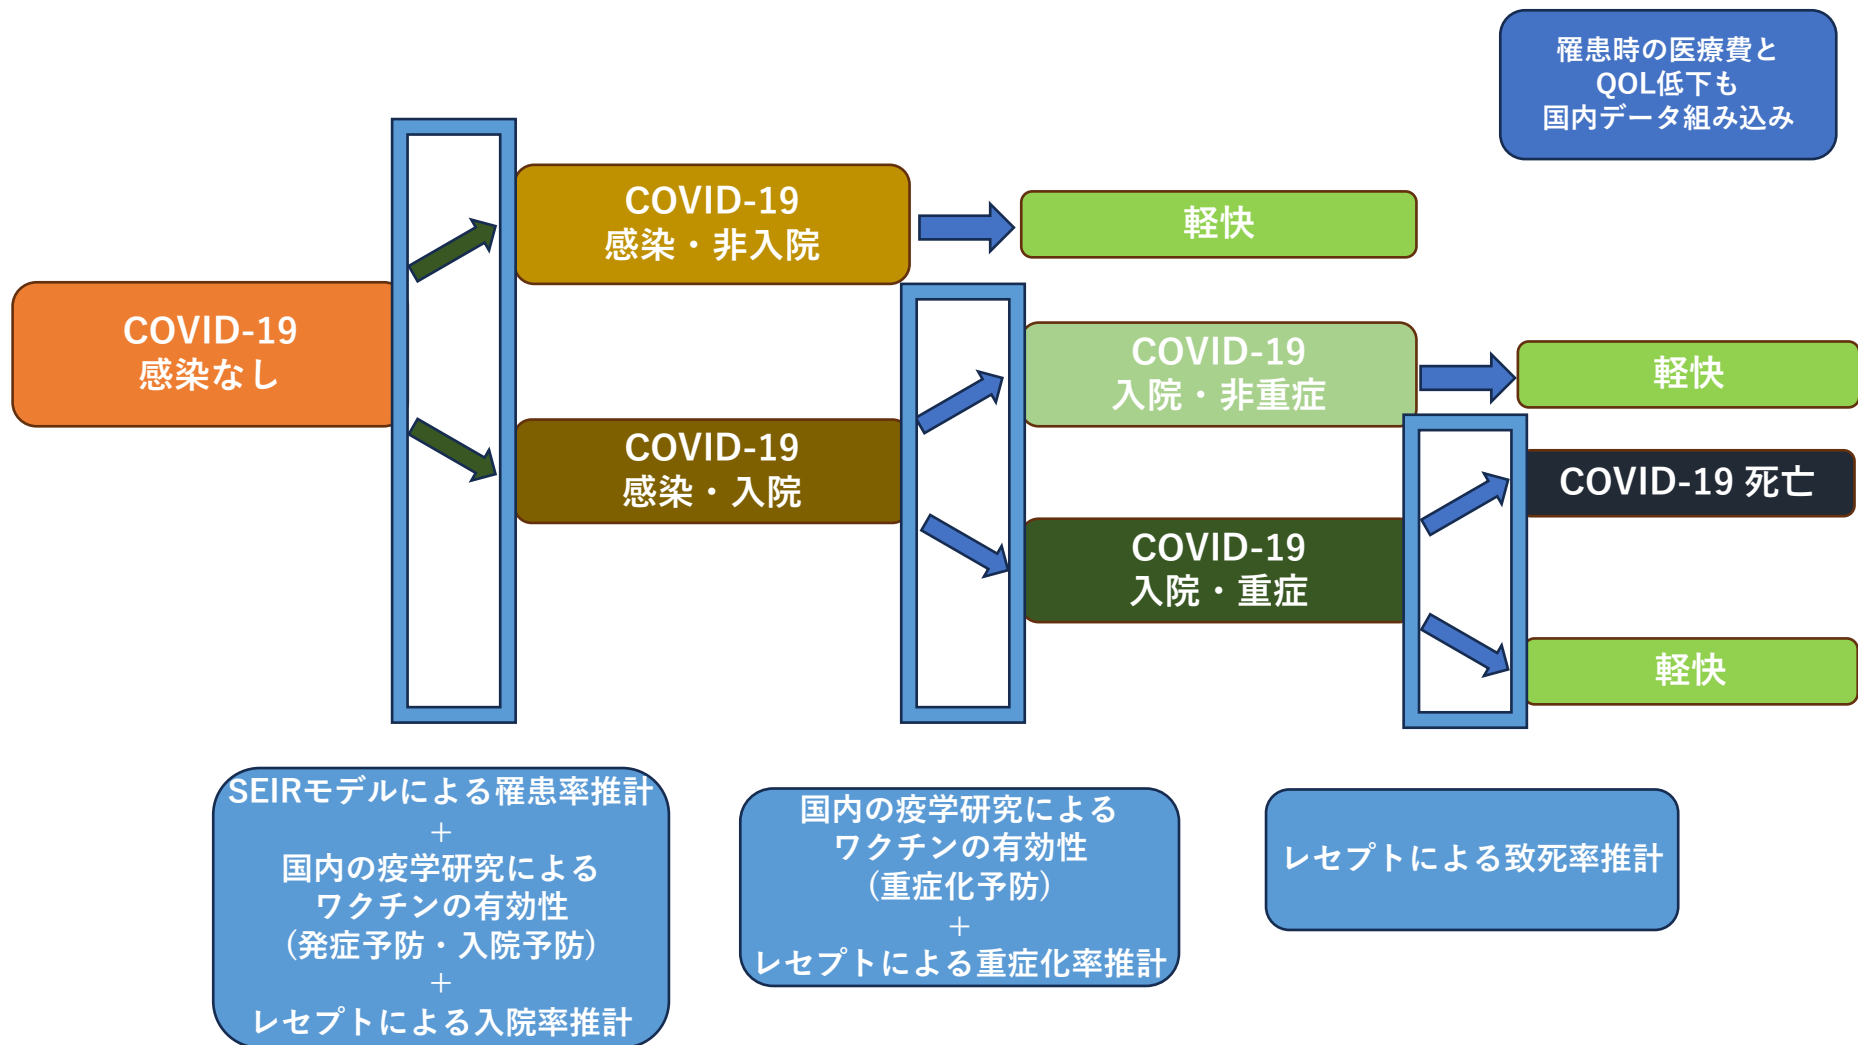 罹患時の医療費と
QOL低下も
国内データ組み込み
COVID-19
感染・非入院
軽快
COVID-19
感染なし
COVID-19
入院・非重症
軽快
COVID-19
感染・入院
COVID-19 死亡
COVID-19
入院・重症
軽快
SEIRモデルによる罹患率推計
+
国内の疫学研究による
ワクチンの有効性
(発症予防・入院予防)
+
レセプトによる入院率推計
国内の疫学研究による
ワクチンの有効性
(重症化予防)
+
レセプトによる重症化率推計
レセプトによる致死率推計